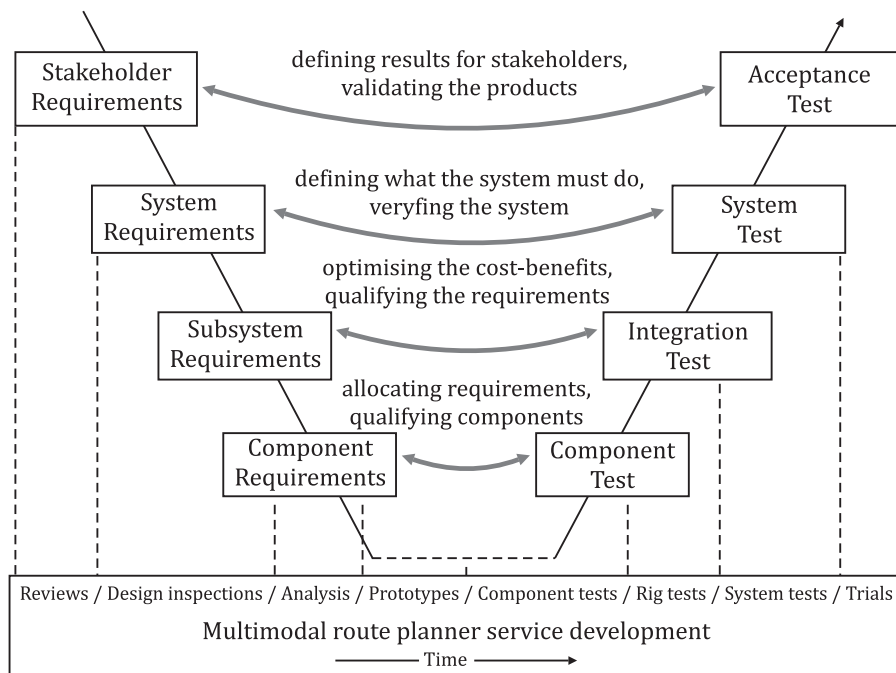 Stakeholder
Requirements
defining results for stakeholders,
validating the products
Acceptance
Test
System
Requirements
defining what the system must do,
veryfing the system
System
Test
optimising the cost-benefits,
qualifying the requirements
Subsystem
Requirements
Integration
Test
allocating requirements,
qualifying components
Component
Requirements
Component
Test
Reviews / Design inspections / Analysis / Prototypes / Component tests / Rig tests / System tests / Trials
Multimodal route planner service development
Time